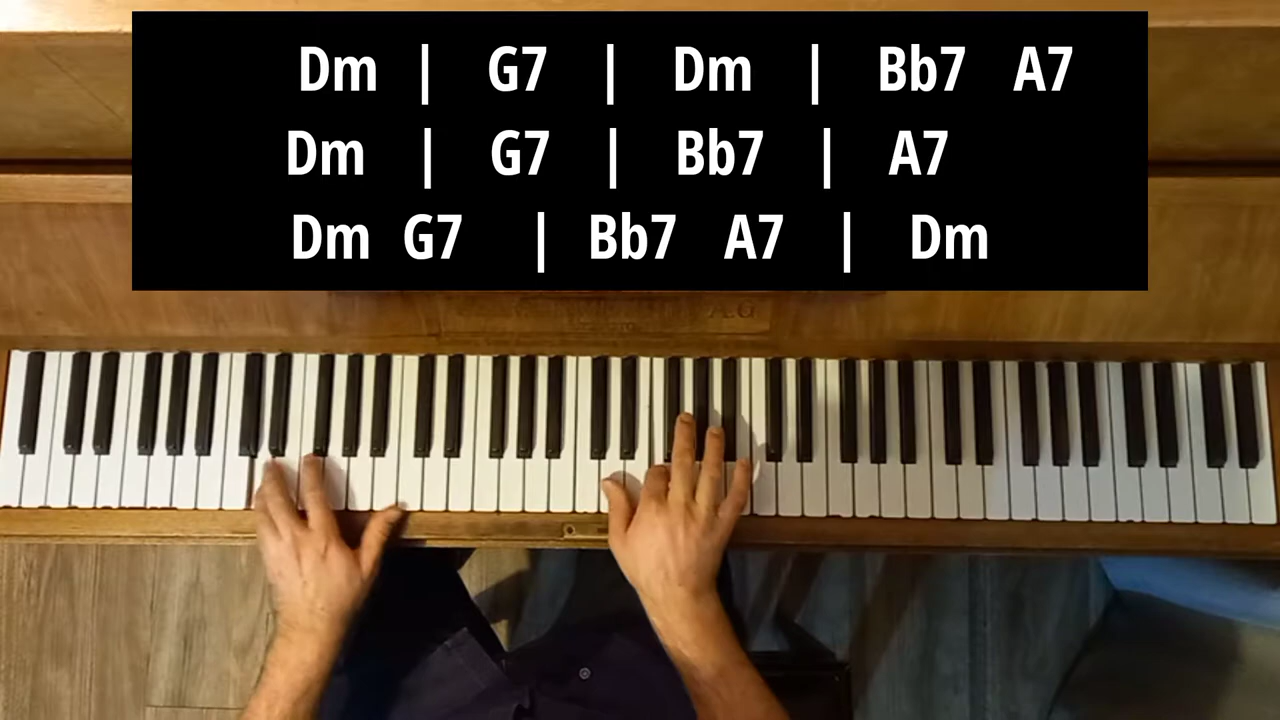 Dm | G7 | Dm | Bb7 A7
Dm | G7 | Bb7 | A7
Dm G7 | Bb7 A7 | Dm